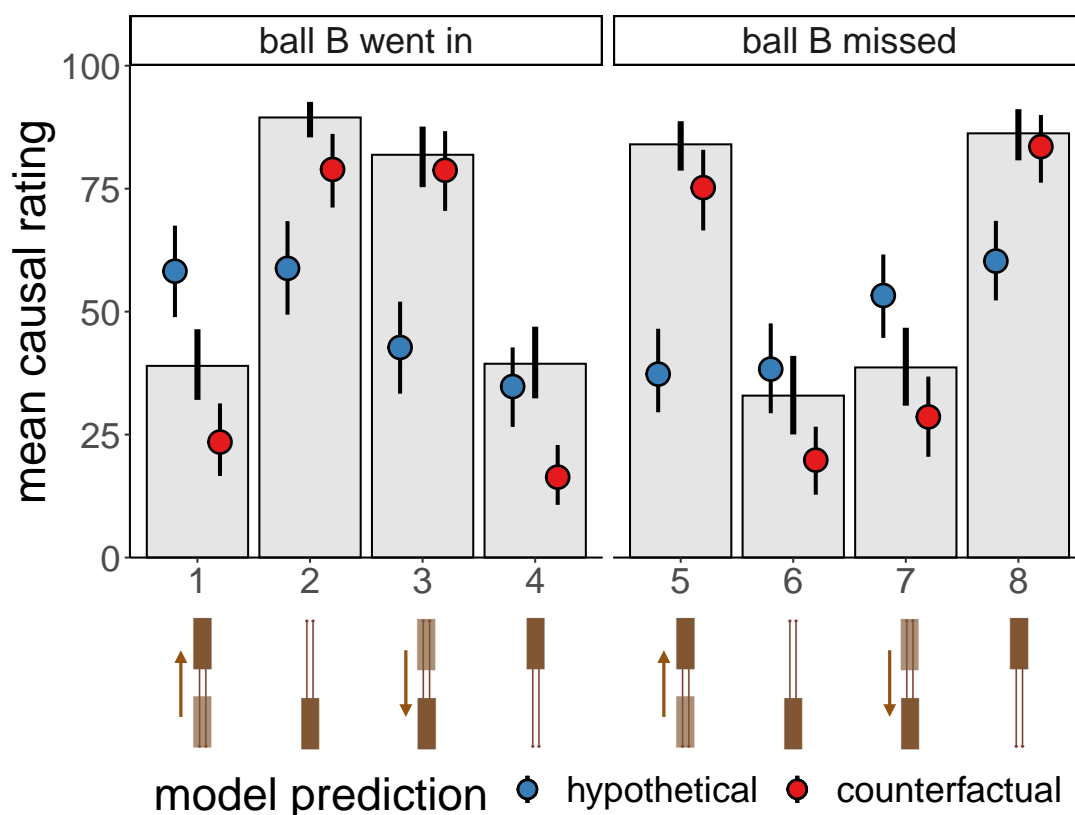 ball B went in
ball B missed
mean causal rating
100
75
50
25
0
1 2 3 4 5 6 7 8
model prediction hypothetical counterfactual